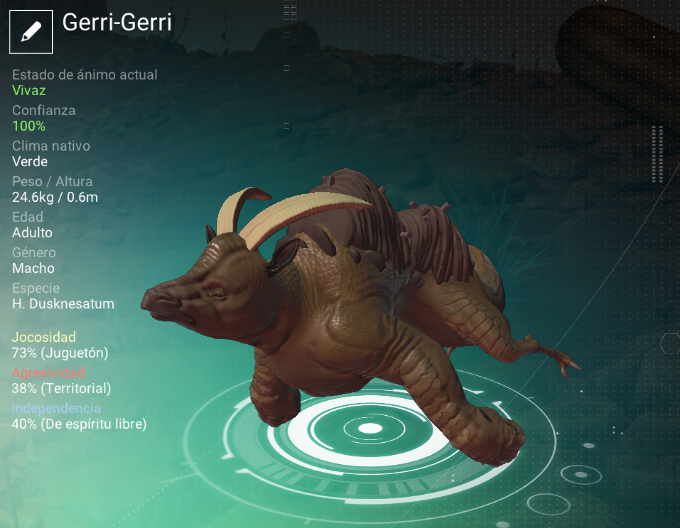 Gerri-Gerri
Estado de ánimo actual
Vivaz
Confianza
100%
Clima nativo
Verde
Peso / Altura
24.6kg / 0.6m
Edad
Adulto
Género
Macho
Especie
H. Dusknesatum
Jocosidad
73% (Juguetón)
Agresividad
38% (Territorial)
Independencia
40% (De espíritu libre)